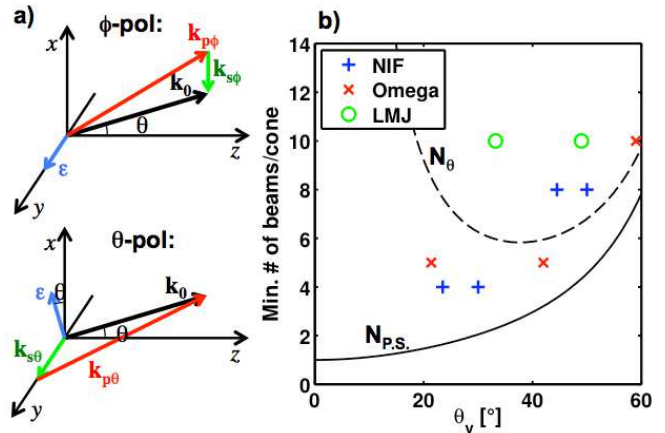 a)
ϕ-pol:
x
k_pϕ
k_0
k_sϕ
θ
z
ε
y
θ-pol:
x
ε
θ
k_0
θ
z
k_sθ
k_pθ
y
b)
14
12
10
8
6
4
2
0
Min. # of beams/cone
NIF
Omega
LMJ
N_θ
N_P.S.
20
40
60
θ_v [°]